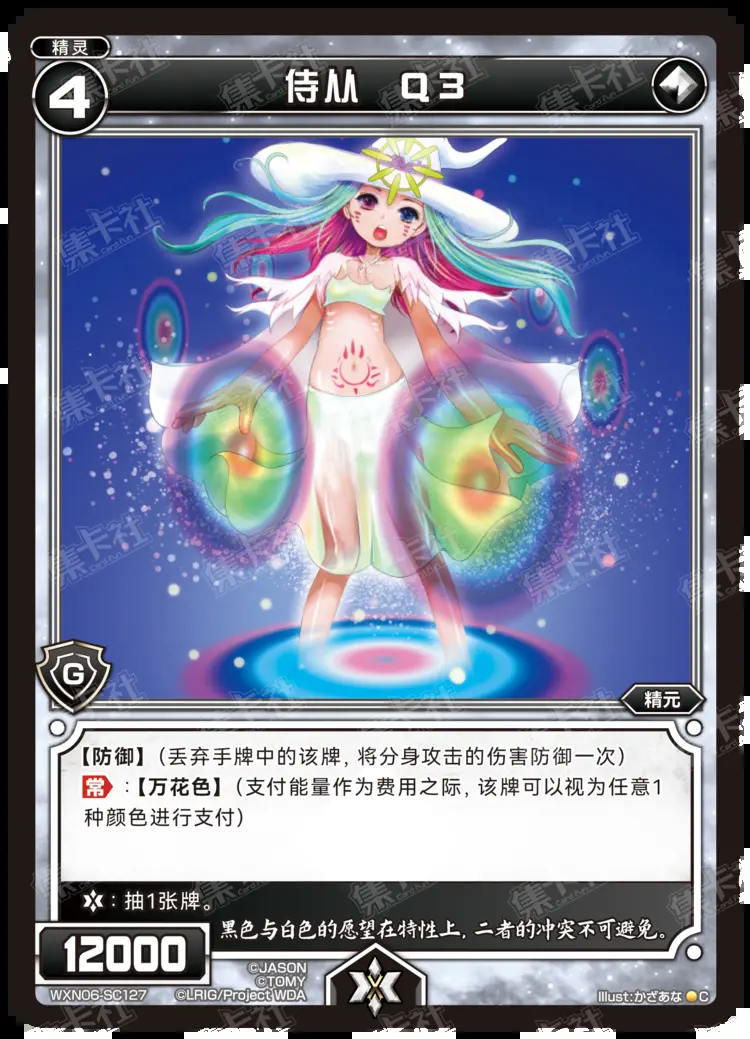 精灵
4
侍从 Q3
G
精元
【防御】（丢弃手牌中的该牌, 将分身攻击的伤害防御一次）
常：【万花色】（支付能量作为费用之际, 该牌可以视为任意1
种颜色进行支付）
：抽1张牌。
黑色与白色的愿望在特性上, 二者的冲突不可避免。
12000
©JASON
©TOMY
WXN06-SC127 ©LRIG/Project WDA
Illust:かざあな C
集卡社